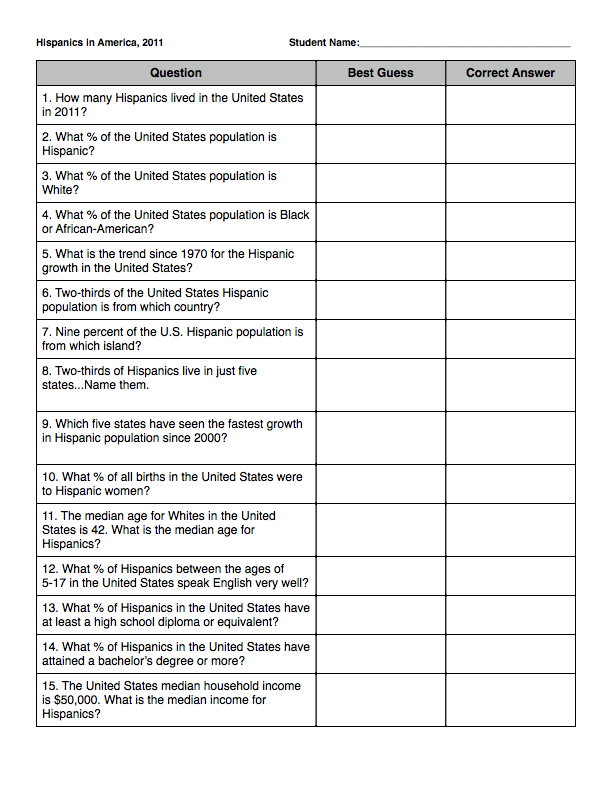 Hispanics in America, 2011 Student Name:______________________________________
Question Best Guess Correct Answer
1. How many Hispanics lived in the United States
in 2011?
2. What % of the United States population is
Hispanic?
3. What % of the United States population is
White?
4. What % of the United States population is Black
or African-American?
5. What is the trend since 1970 for the Hispanic
growth in the United States?
6. Two-thirds of the United States Hispanic
population is from which country?
7. Nine percent of the U.S. Hispanic population is
from which island?
8. Two-thirds of Hispanics live in just five
states...Name them.
9. Which five states have seen the fastest growth
in Hispanic population since 2000?
10. What % of all births in the United States were
to Hispanic women?
11. The median age for Whites in the United
States is 42. What is the median age for
Hispanics?
12. What % of Hispanics between the ages of
5-17 in the United States speak English very well?
13. What % of Hispanics in the United States have
at least a high school diploma or equivalent?
14. What % of Hispanics in the United States have
attained a bachelor’s degree or more?
15. The United States median household income
is $50,000. What is the median income for
Hispanics?